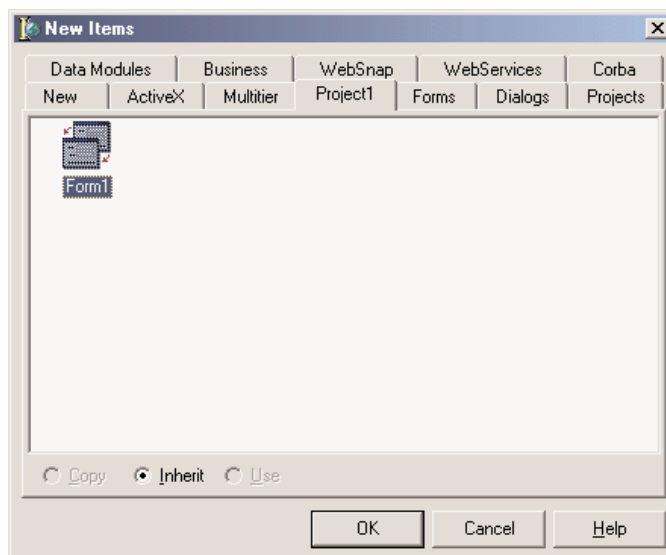 New Items
Data Modules Business WebSnap WebServices Corba
New ActiveX Multitier Project1 Forms Dialogs Projects
Form1
Copy Inherit Use
OK Cancel Help